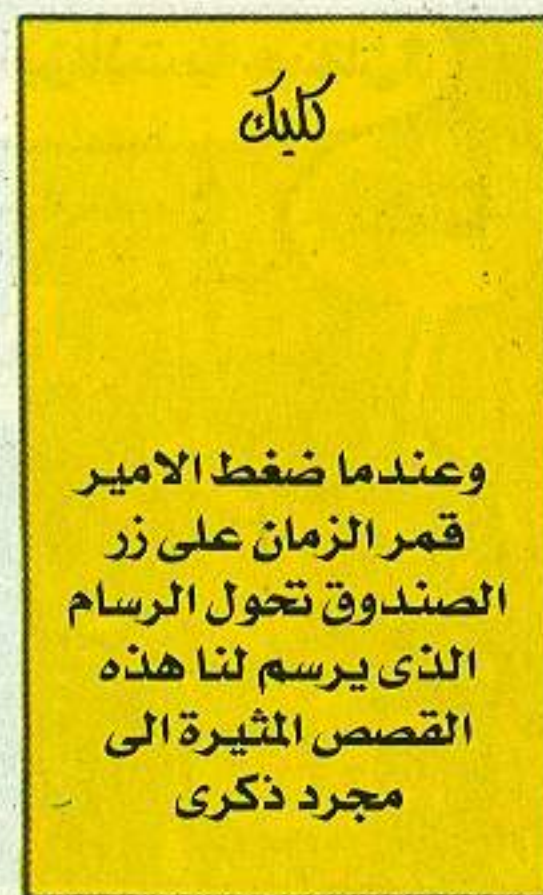 كليك
وعندما ضغط الامير
قمر الزمان على زر
الصندوق تحول الرسام
الذى يرسم لنا هذه
القصص المثيرة الى
مجرد ذكرى